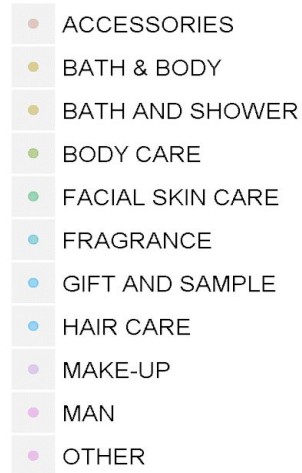 ACCESSORIES
BATH & BODY
BATH AND SHOWER
BODY CARE
FACIAL SKIN CARE
FRAGRANCE
GIFT AND SAMPLE
HAIR CARE
MAKE-UP
MAN
OTHER